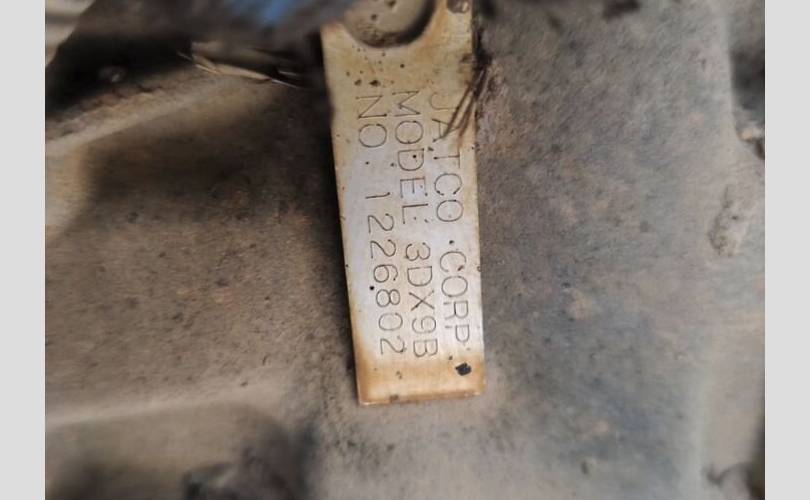 JATCO CORP
MODEL 3DX9B
NO. 1226802